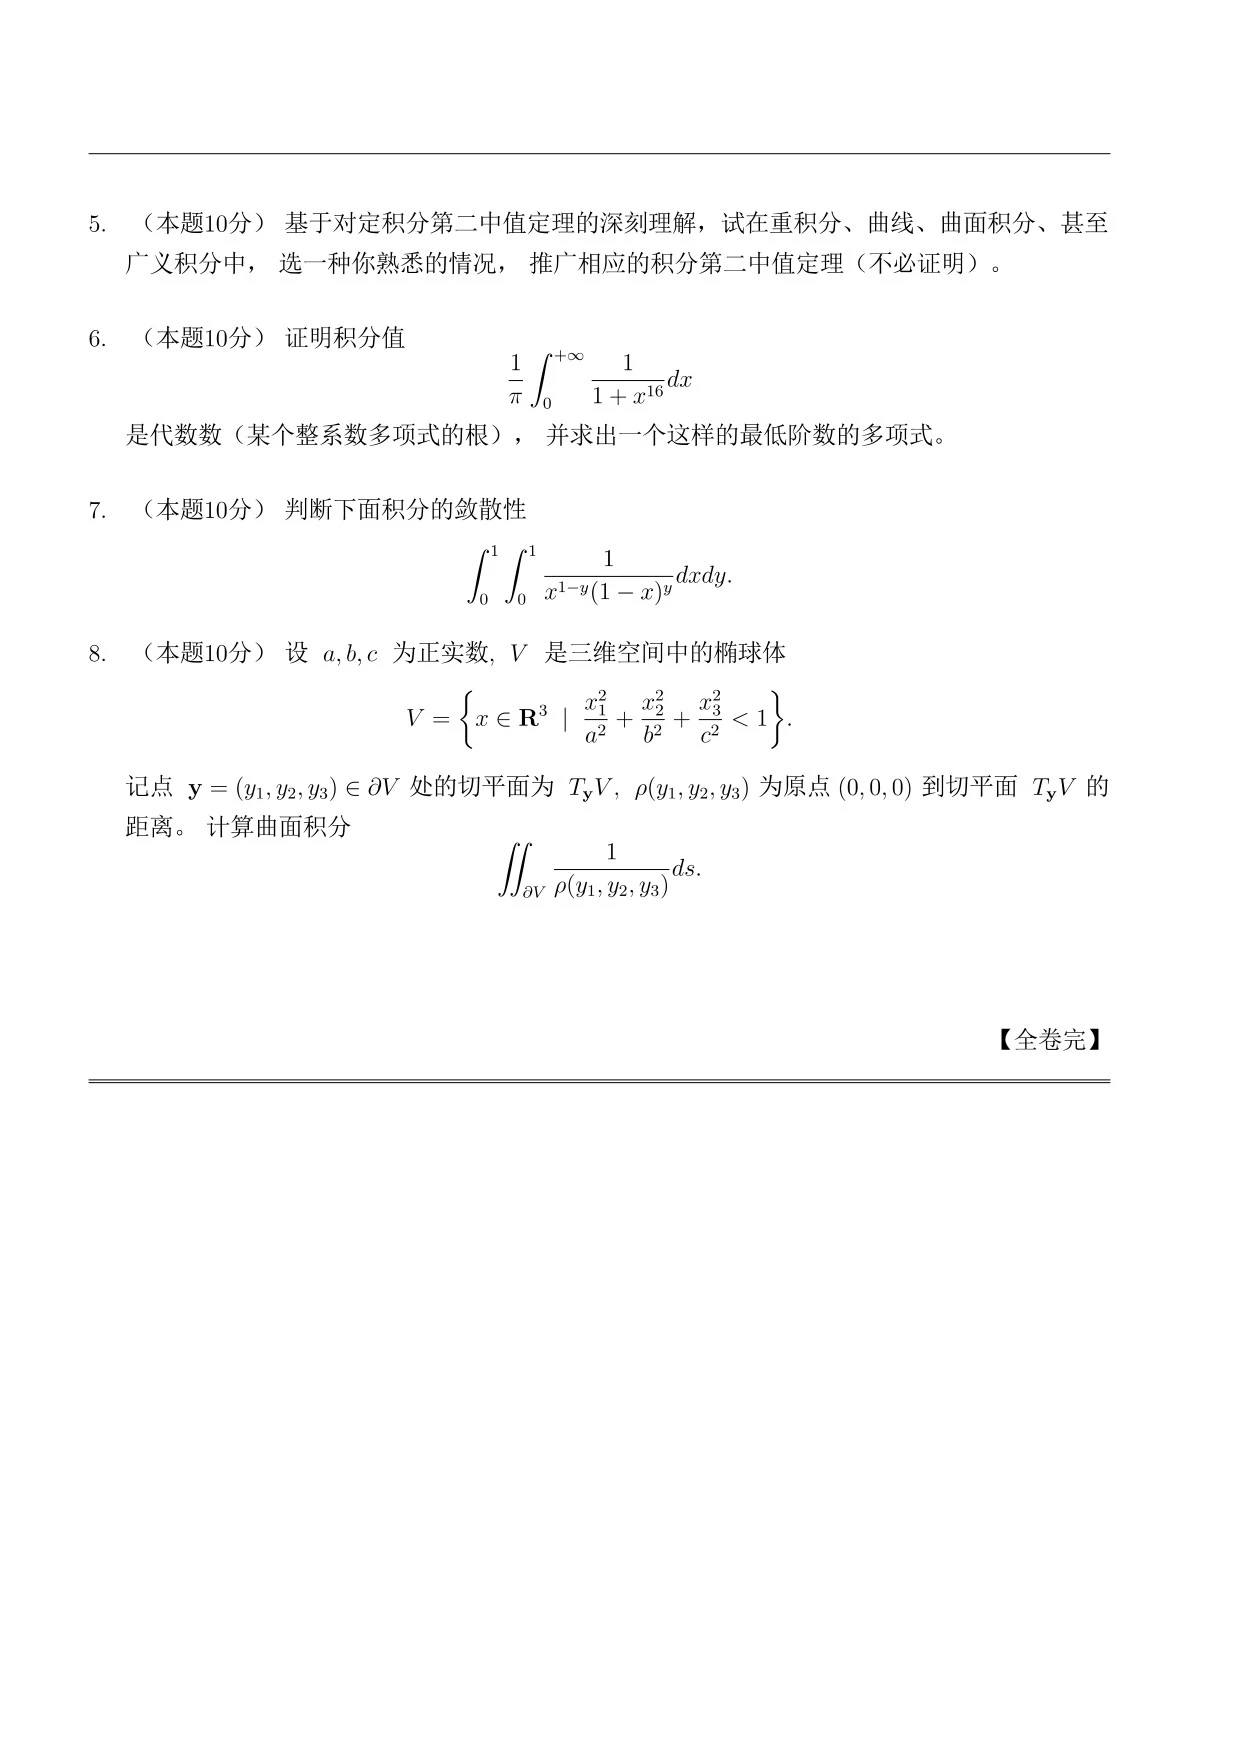 5. （本题10分） 基于对定积分第二中值定理的深刻理解，试在重积分、曲线、曲面积分、甚至
广义积分中， 选一种你熟悉的情况， 推广相应的积分第二中值定理（不必证明）。
6. （本题10分） 证明积分值
\frac{1}{\pi} \int_0^{+\infty} \frac{1}{1+x^{16}} dx
是代数数（某个整系数多项式的根）， 并求出一个这样的最低阶数的多项式。
7. （本题10分） 判断下面积分的敛散性
\int_0^1 \int_0^1 \frac{1}{x^{1-y}(1-x)^y} dxdy.
8. （本题10分） 设 a, b, c 为正实数, V 是三维空间中的椭球体
V = \left\{ x \in \mathbf{R}^3 \mid \frac{x_1^2}{a^2} + \frac{x_2^2}{b^2} + \frac{x_3^2}{c^2} < 1 \right\}.
记点 y = (y_1, y_2, y_3) ∈ ∂V 处的切平面为 T_yV, ρ(y_1, y_2, y_3) 为原点 (0, 0, 0) 到切平面 T_yV 的
距离。 计算曲面积分
\iint_{\partial V} \frac{1}{\rho(y_1, y_2, y_3)} ds.
【全卷完】